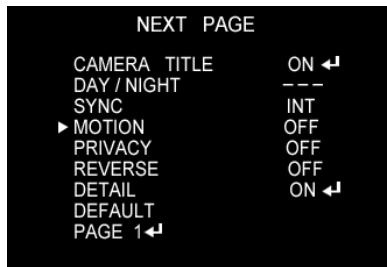 NEXT PAGE
CAMERA TITLE ON ↵
DAY / NIGHT ---
SYNC INT
▶ MOTION OFF
PRIVACY OFF
REVERSE OFF
DETAIL ON ↵
DEFAULT
PAGE 1↵